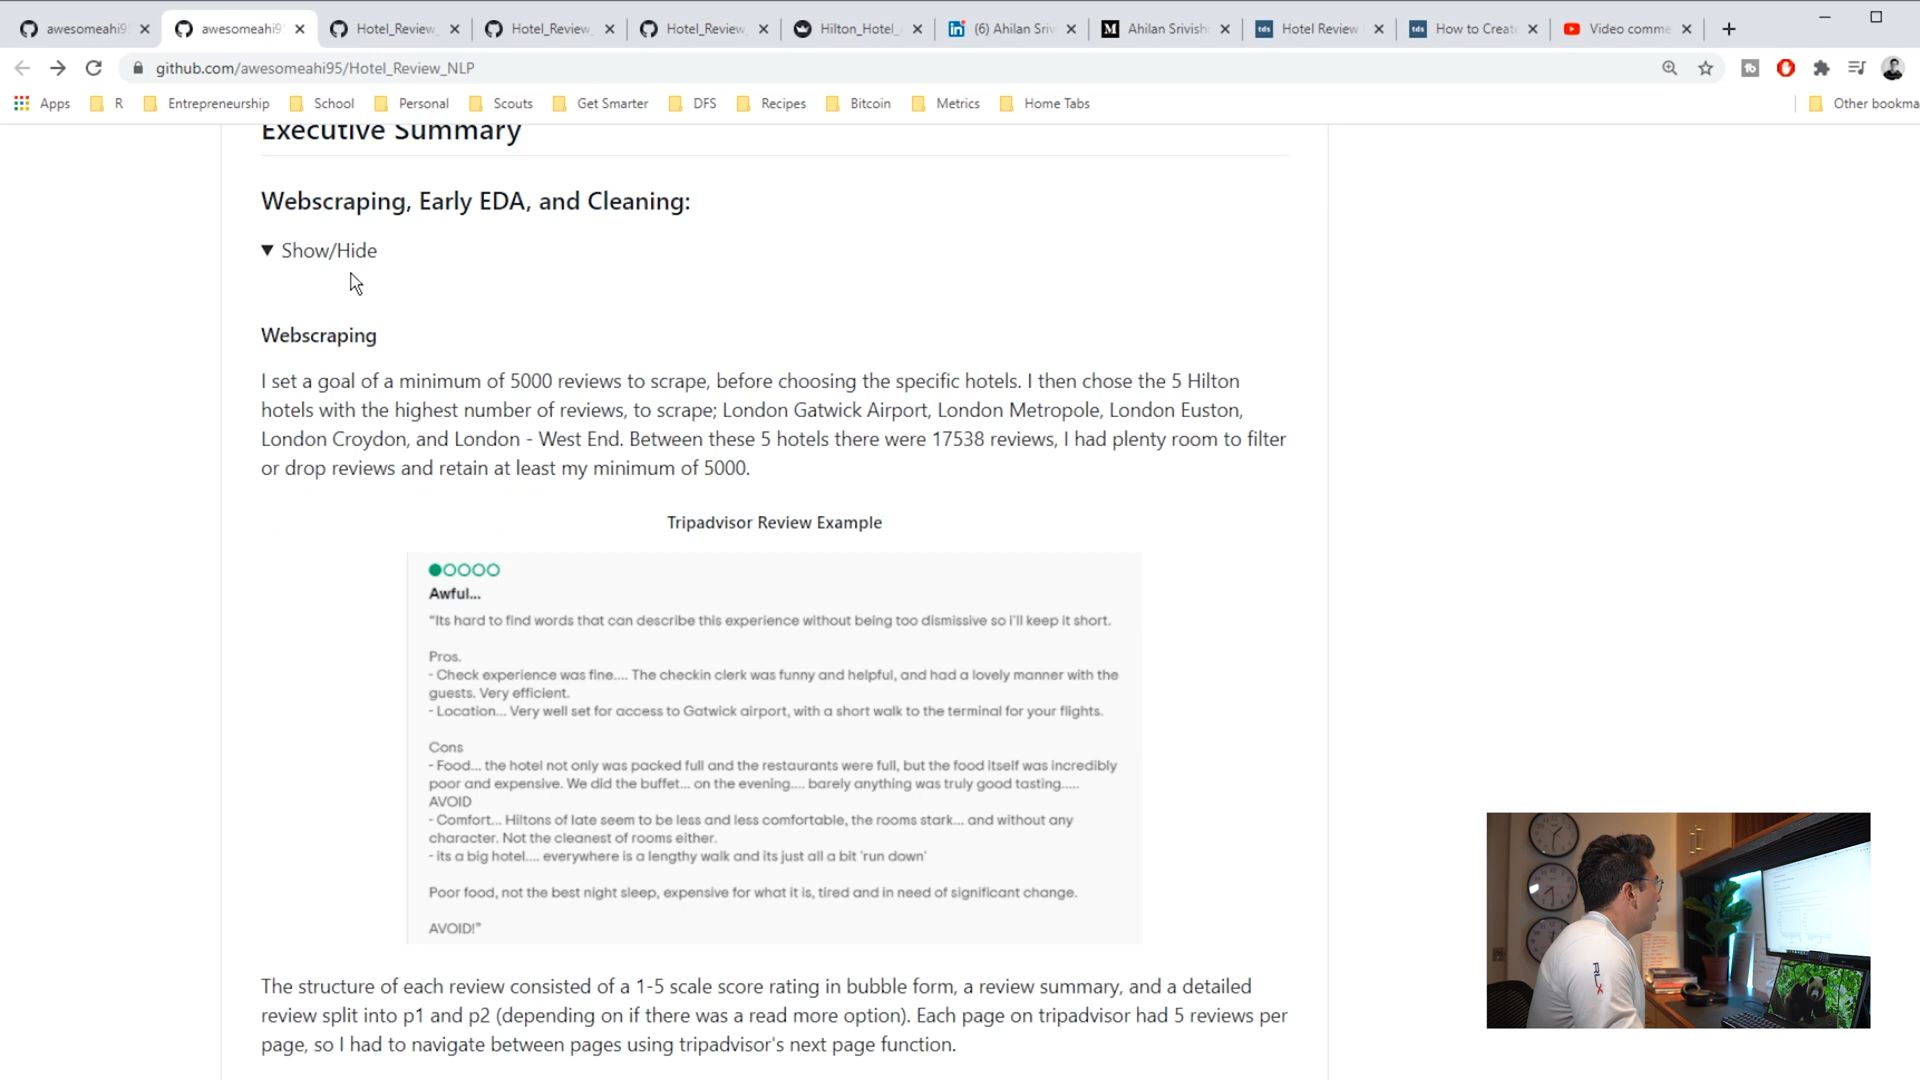 awesomeahi9
awesomeahi9
Hotel_Review_
Hotel_Review_
Hotel_Review_
Hilton_Hotel_
(6) Ahilan Sriv
Ahilan Srivish
Hotel Review
How to Create
Video comme
github.com/awesomeahi95/Hotel_Review_NLP
Apps
R
Entrepreneurship
School
Personal
Scouts
Get Smarter
DFS
Recipes
Bitcoin
Metrics
Home Tabs
Other bookma
Executive Summary
Webscraping, Early EDA, and Cleaning:
▼ Show/Hide
Webscraping
I set a goal of a minimum of 5000 reviews to scrape, before choosing the specific hotels. I then chose the 5 Hilton
hotels with the highest number of reviews, to scrape; London Gatwick Airport, London Metropole, London Euston,
London Croydon, and London - West End. Between these 5 hotels there were 17538 reviews, I had plenty room to filter
or drop reviews and retain at least my minimum of 5000.
Tripadvisor Review Example
Awful...
"Its hard to find words that can describe this experience without being too dismissive so I'll keep it short.
Pros.
- Check experience was fine.... The checkin clerk was funny and helpful, and had a lovely manner with the
guests. Very efficient.
- Location... Very well set for access to Gatwick airport, with a short walk to the terminal for your flights.
Cons
- Food... the hotel not only was packed full and the restaurants were full, but the food itself was incredibly
poor and expensive. We did the buffet... on the evening.... barely anything was truly good tasting.....
AVOID
- Comfort... Hiltons of late seem to be less and less comfortable, the rooms stark... and without any
character. Not the cleanest of rooms either.
- its a big hotel.... everywhere is a lengthy walk and its just all a bit 'run down'
Poor food, not the best night sleep, expensive for what it is, tired and in need of significant change.
AVOID!"
The structure of each review consisted of a 1-5 scale score rating in bubble form, a review summary, and a detailed
review split into p1 and p2 (depending on if there was a read more option). Each page on tripadvisor had 5 reviews per
page, so I had to navigate between pages using tripadvisor's next page function.
RLX